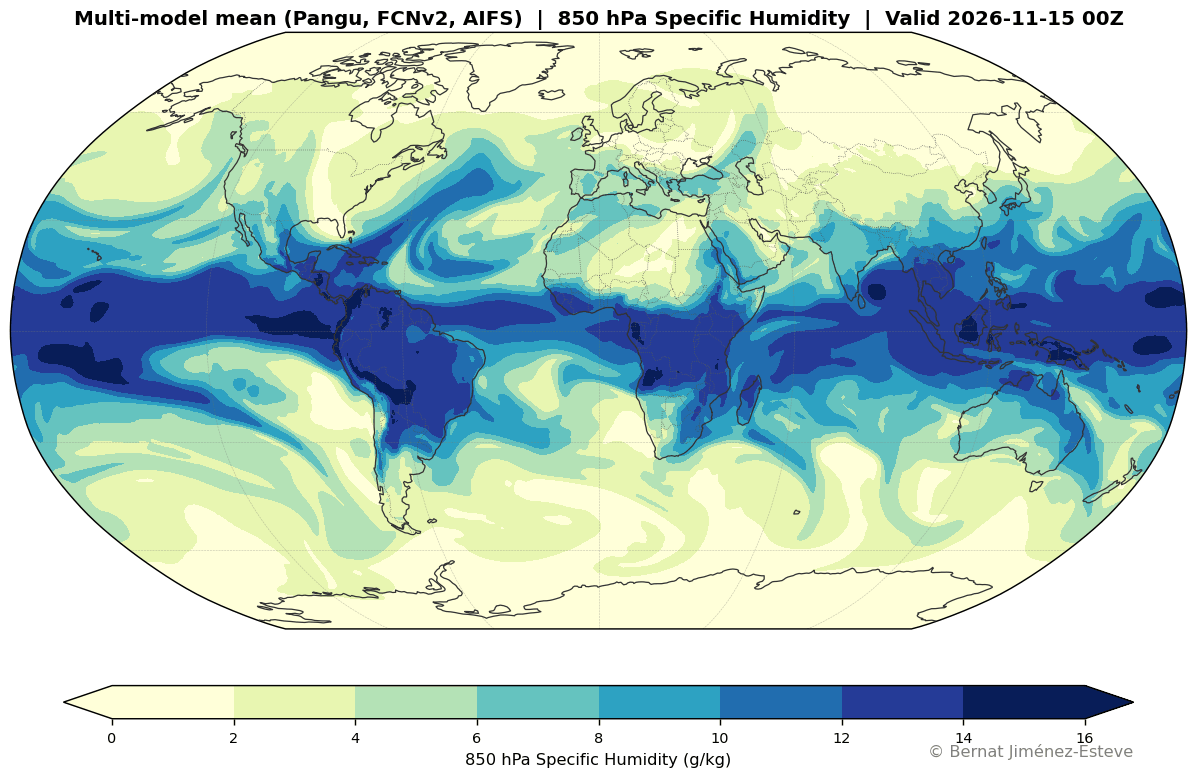 Multi-model mean (Pangu, FCNv2, AIFS) | 850 hPa Specific Humidity | Valid 2026-11-15 00Z
0 2 4 6 8 10 12 14 16
850 hPa Specific Humidity (g/kg)
© Bernat Jiménez-Esteve